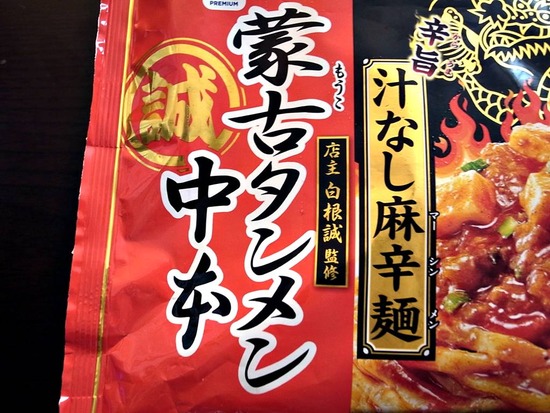 PREMIUM
辛旨
汁なし麻辛麺
マーシンメン
蒙古タンメン
もうこ
中本
店主 白根誠 監修
誠